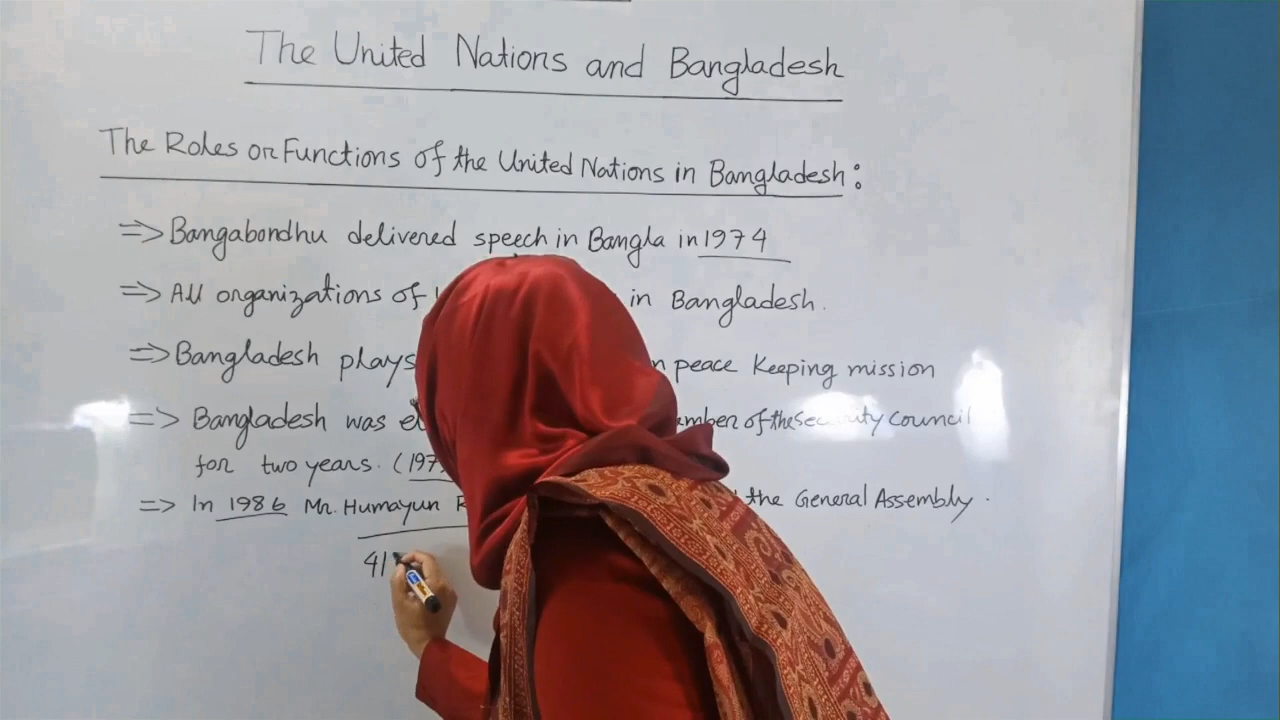 The United Nations and Bangladesh
The Roles or Functions of the United Nations in Bangladesh:
=> Bangabondhu delivered speech in Bangla in 1974
=> All organizations of in Bangladesh.
=> Bangladesh plays peace Keeping mission
=> Bangladesh was of the Security Council
for two years. (197
=> In 1986 Mr. Humayun the General Assembly.
41